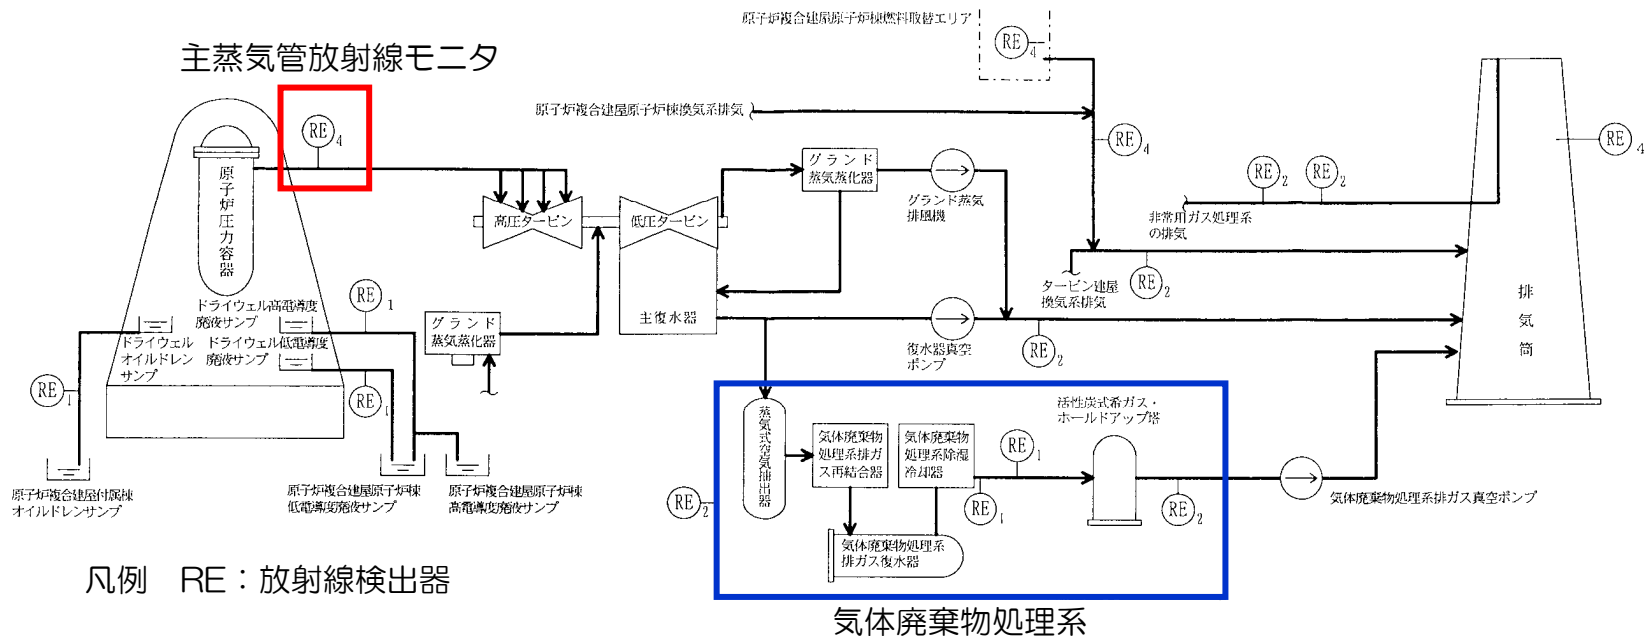 原子炉複合建屋原子炉棟燃料取替エリア
RE
4
主蒸気管放射線モニタ
RE
4
原子炉圧力容器
原子炉複合建屋原子炉棟換気系排気
RE
4
RE
4
グランド
蒸気蒸化器
グランド蒸気
排風機
高圧タービン
低圧タービン
RE
2
RE
2
非常用ガス処理系
の排気
RE
2
タービン建屋
換気系排気
排気筒
ドライウェル高電導度
廃液サンプ
RE
1
グランド
蒸気蒸化器
主復水器
復水器真空
ポンプ
RE
2
ドライウェル
オイルドレン
サンプ
ドライウェル低電導度
廃液サンプ
RE
1
RE
1
原子炉複合建屋付属棟
オイルドレンサンプ
原子炉複合建屋原子炉棟
低電導度廃液サンプ
原子炉複合建屋原子炉棟
高電導度廃液サンプ
蒸気式空気抽出器
RE
2
気体廃棄物
処理系排ガ
ス再結合器
気体廃棄物
処理系除湿
冷却器
RE
1
RE
1
活性炭式希ガス・
ホールドアップ塔
RE
2
気体廃棄物処理系排ガス真空ポンプ
気体廃棄物処理系
排ガス復水器
凡例 RE:放射線検出器
気体廃棄物処理系